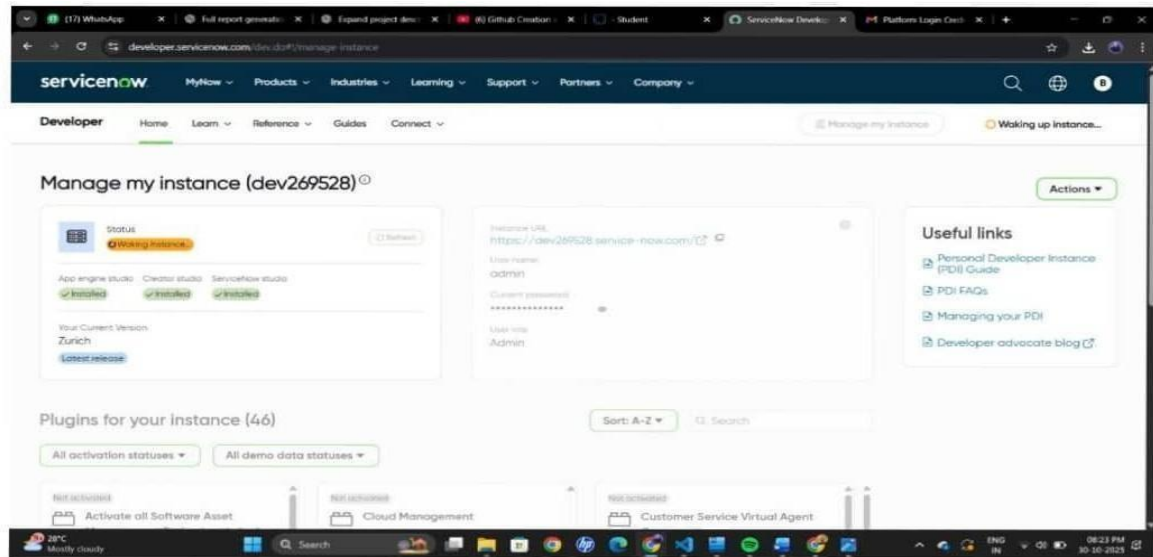 (17) WhatsApp
Full report generatio
Expand project descr
(6) Github Creation
- Student
ServiceNow Develop
Platform Login Cred
developer.servicenow.com/dev.do#!/manage-instance
servicenow MyNow Products Industries Learning Support Partners Company B
Developer Home Learn Reference Guides Connect Manage my instance Waking up instance...
Manage my instance (dev269528)
Actions
Status
Waking instance...
Refresh
App engine studio Creator studio ServiceNow studio
Installed Installed Installed
Your Current Version
Zurich
Latest release
Instance URL
https://dev269528.service-now.com/
User name
admin
Current password
User role
Admin
Useful links
Personal Developer Instance
(PDI) Guide
PDI FAQs
Managing your PDI
Developer advocate blog
Plugins for your instance (46)
Sort: A-Z Search
All activation statuses All demo data statuses
Not activated Not activated Not activated
Activate all Software Asset Cloud Management Customer Service Virtual Agent
28°C
Mostly cloudy
Search
ENG
IN
08:23 PM
30-10-2025